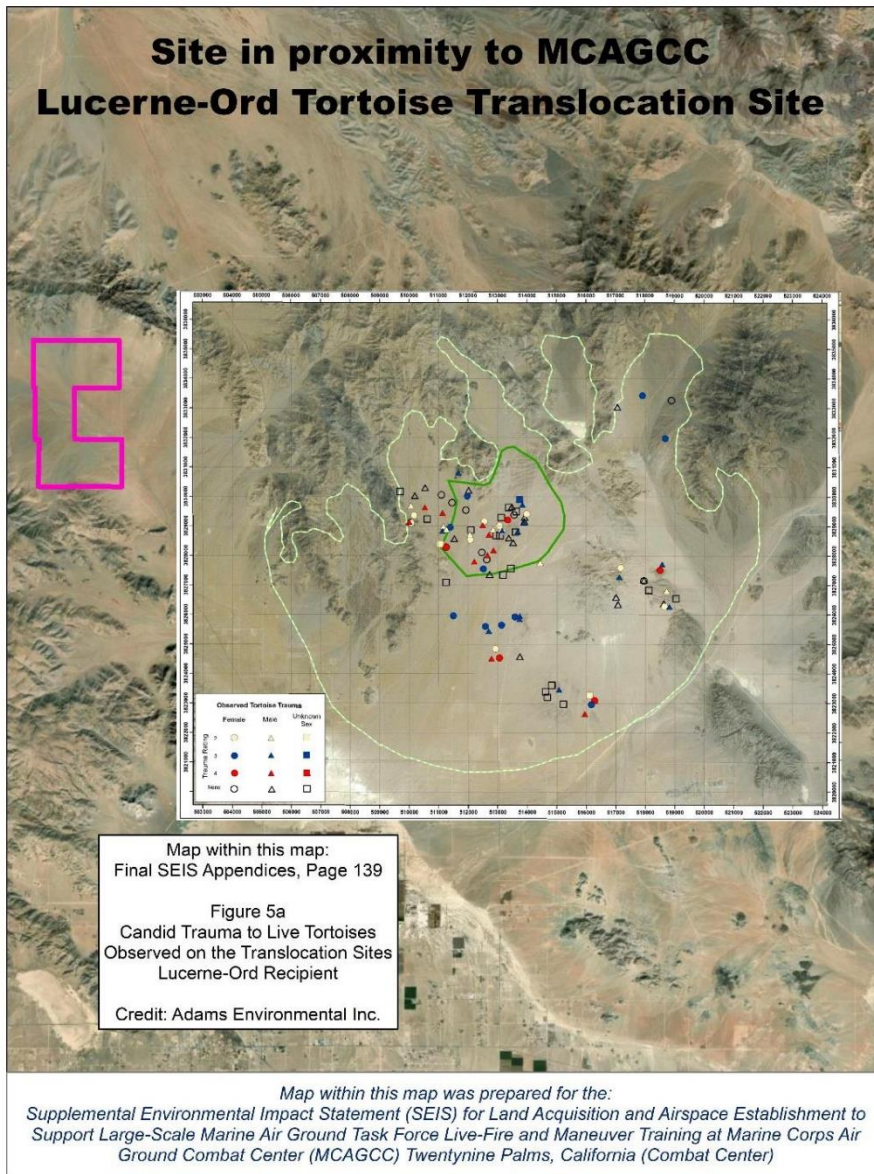 Site in proximity to MCAGCC
Lucerne-Ord Tortoise Translocation Site
Observed Tortoise Trauma
Female Male Unknown
Sex
Trauma Rating
3
4
None
Map within this map:
Final SEIS Appendices, Page 139
Figure 5a
Candid Trauma to Live Tortoises
Observed on the Translocation Sites
Lucerne-Ord Recipient
Credit: Adams Environmental Inc.
Map within this map was prepared for the:
Supplemental Environmental Impact Statement (SEIS) for Land Acquisition and Airspace Establishment to
Support Large-Scale Marine Air Ground Task Force Live-Fire and Maneuver Training at Marine Corps Air
Ground Combat Center (MCAGCC) Twentynine Palms, California (Combat Center)